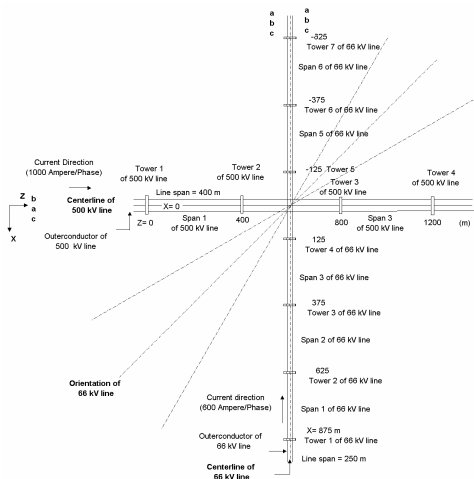 a a
b b
c c
-825
Tower 7 of 66 kV line
Span 6 of 66 kV line
-375
Tower 6 of 66 kV line
Span 5 of 66 kV line
Current Direction
(1000 Ampere/Phase)
Tower 1
of 500 kV line
Tower 2
of 500 kV line
-125 Tower 5
of 66 kV line
Tower 3
of 500 kV line
Tower 4
of 500 kV line
Z
b
a
c
X
Centerline of
500 kV line
Line span = 400 m
X= 0
Outerconductor of
500 kV line
Z= 0
Span 1
of 500 kV line
400
800
Span 3
of 500 kV line
1200
(m)
125
Tower 4 of 66 kV line
Span 3 of 66 kV line
375
Tower 3 of 66 kV line
Span 2 of 66 kV line
Orientation of
66 kV line
625
Tower 2 of 66 kV line
Current direction
(600 Ampere/Phase)
Span 1 of 66 kV line
X= 875 m
Tower 1 of 66 kV line
Outerconductor of
66 kV line
Line span = 250 m
Centerline of
66 kV line